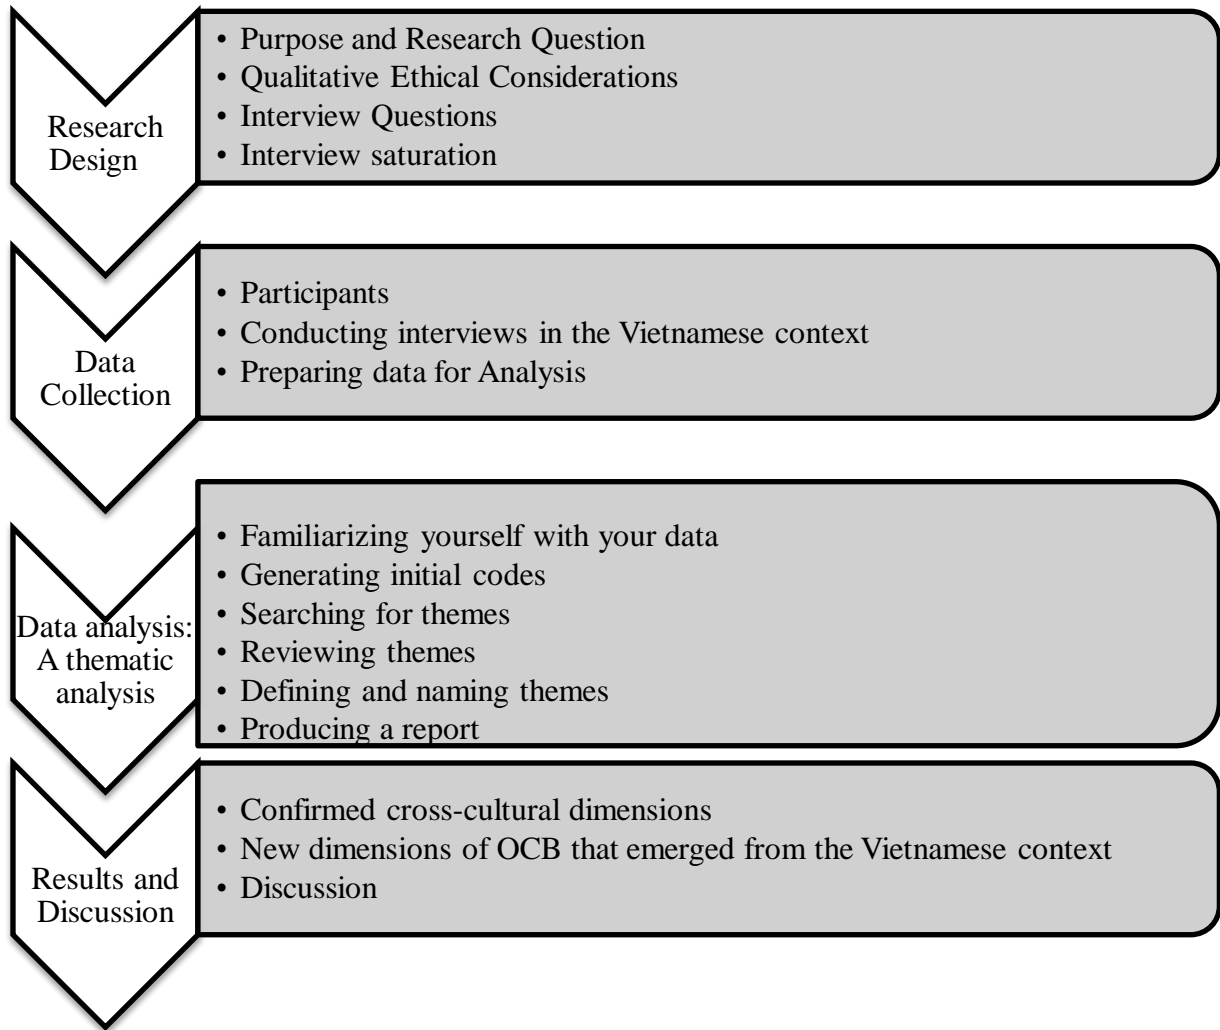 Research
Design
• Purpose and Research Question
• Qualitative Ethical Considerations
• Interview Questions
• Interview saturation
Data
Collection
• Participants
• Conducting interviews in the Vietnamese context
• Preparing data for Analysis
Data analysis:
A thematic
analysis
• Familiarizing yourself with your data
• Generating initial codes
• Searching for themes
• Reviewing themes
• Defining and naming themes
• Producing a report
Results and
Discussion
• Confirmed cross-cultural dimensions
• New dimensions of OCB that emerged from the Vietnamese context
• Discussion